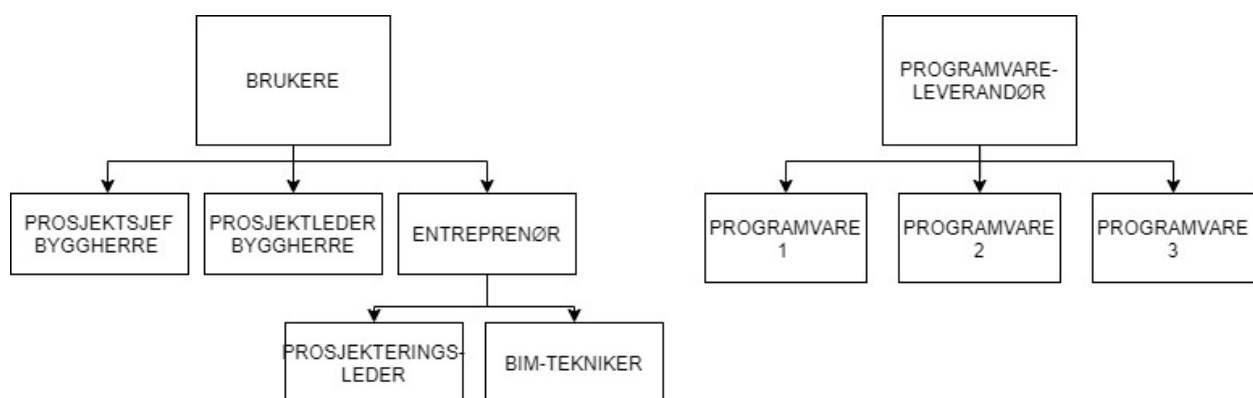 BRUKERE
PROGRAMVARE-
LEVERANDØR
PROSJEKTSJEF
BYGGHERRE
PROSJEKTLEDER
BYGGHERRE
ENTREPRENØR
PROGRAMVARE
1
PROGRAMVARE
2
PROGRAMVARE
3
PROSJEKTERINGS-
LEDER
BIM-TEKNIKER